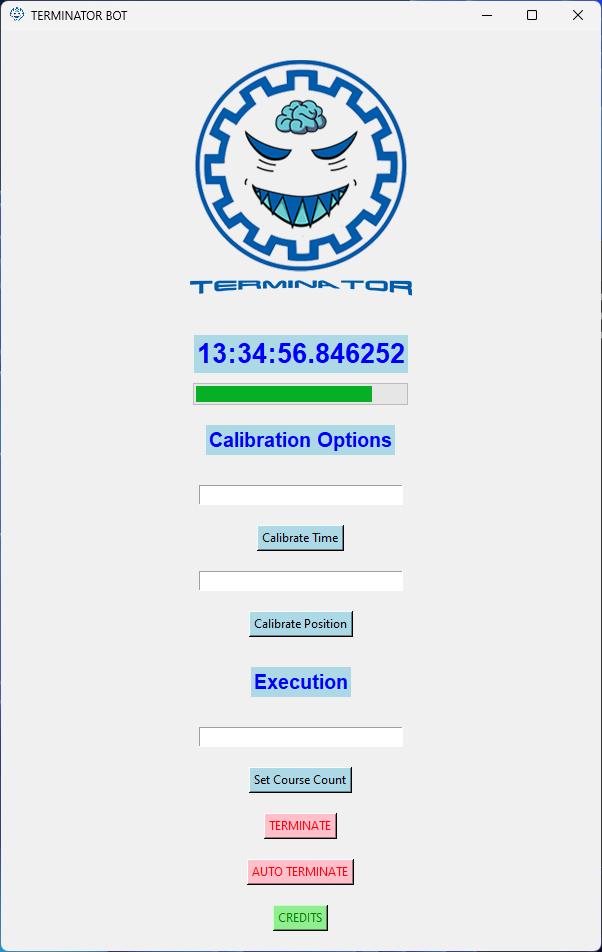 TERMINATOR BOT
TERMINATOR
13:34:56.846252
Calibration Options
Calibrate Time
Calibrate Position
Execution
Set Course Count
TERMINATE
AUTO TERMINATE
CREDITS